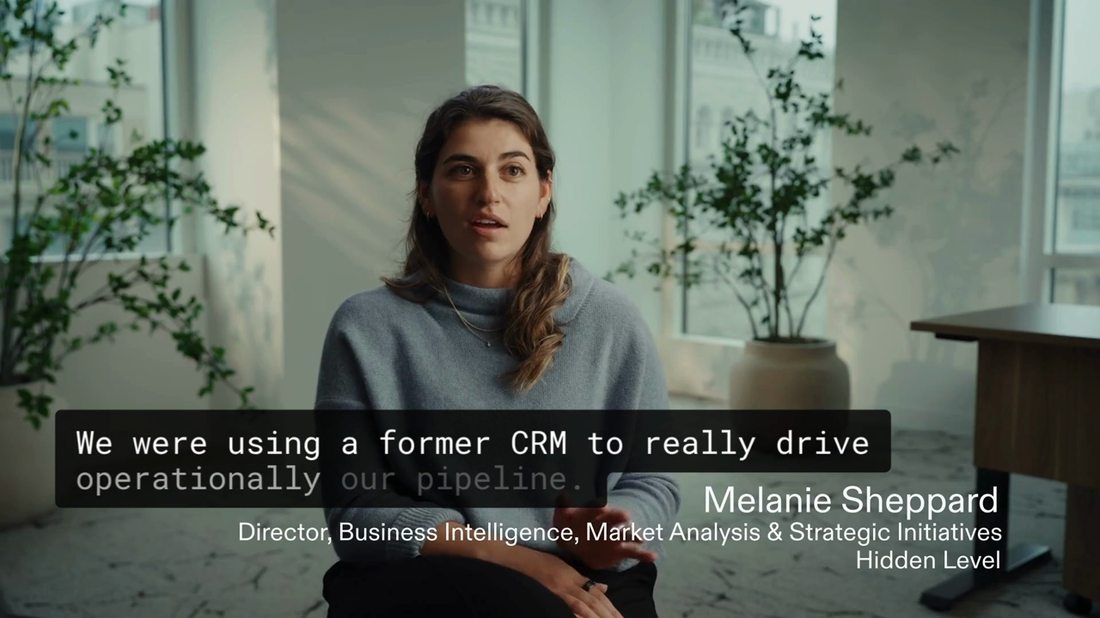 We were using a former CRM to really drive
operationally our pipeline.
Melanie Sheppard
Director, Business Intelligence, Market Analysis & Strategic Initiatives
Hidden Level